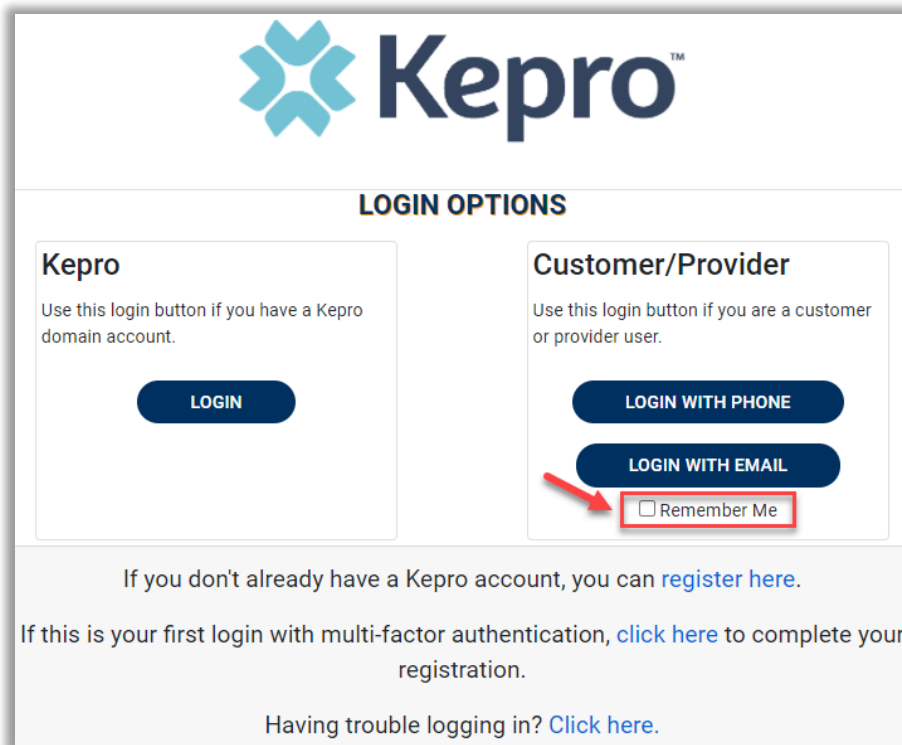 Kepro™
LOGIN OPTIONS
Kepro
Use this login button if you have a Kepro
domain account.
LOGIN
Customer/Provider
Use this login button if you are a customer
or provider user.
LOGIN WITH PHONE
LOGIN WITH EMAIL
Remember Me
If you don't already have a Kepro account, you can register here.
If this is your first login with multi-factor authentication, click here to complete your
registration.
Having trouble logging in? Click here.